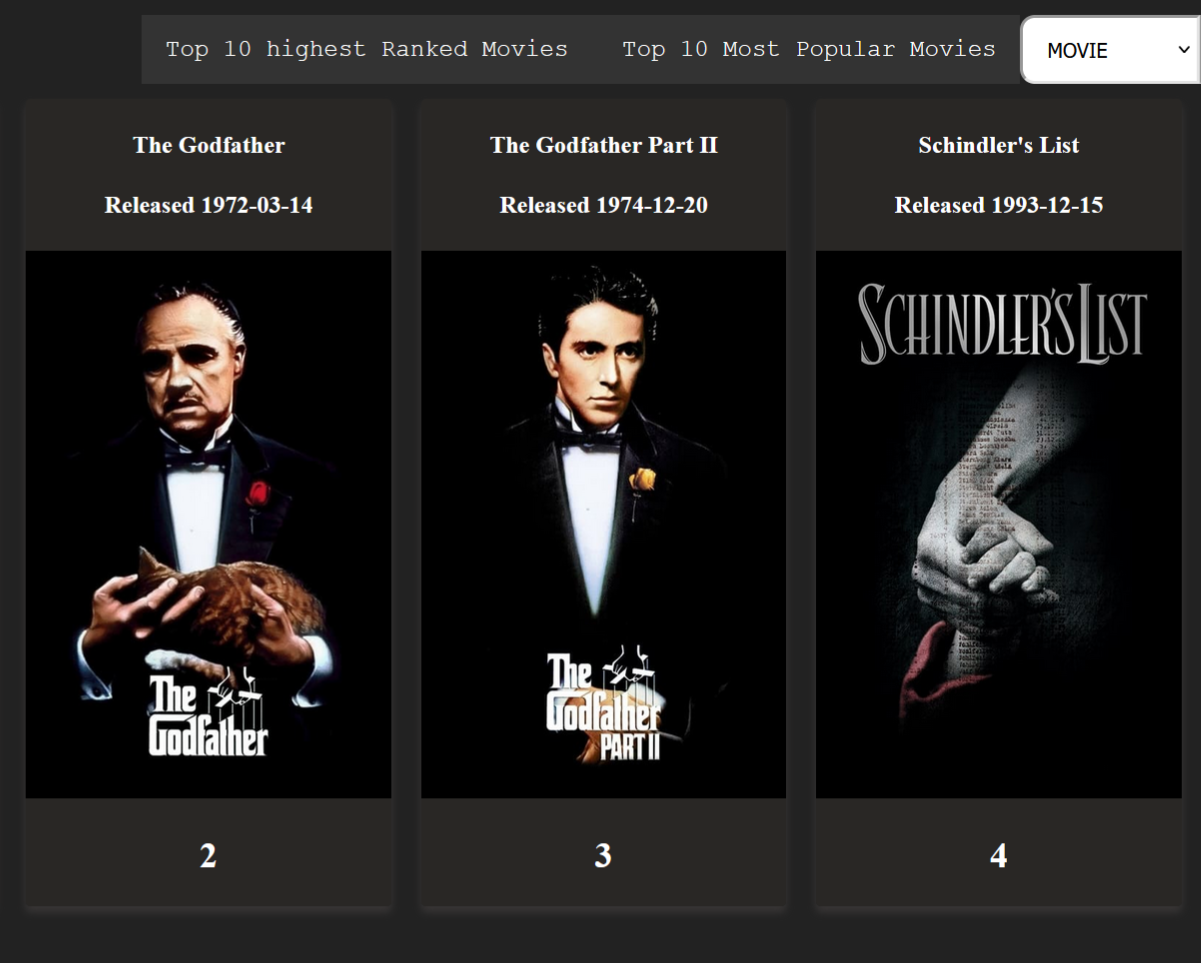 Top 10 highest Ranked Movies
Top 10 Most Popular Movies
MOVIE
The Godfather
Released 1972-03-14
The
Godfather
2
The Godfather Part II
Released 1974-12-20
The
Godfather
PART II
3
Schindler's List
Released 1993-12-15
SCHINDLER'S LIST
4